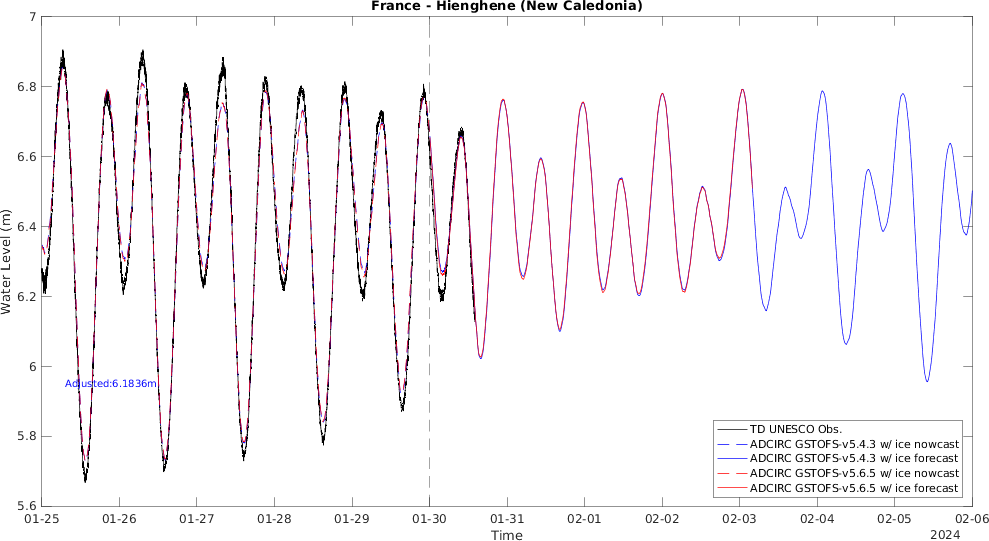 France - Hienghene (New Caledonia)
Water Level (m)
7
6.8
6.6
6.4
6.2
6
5.8
5.6
Adjusted:6.1836m
TD UNESCO Obs.
ADCIRC GSTOFS-v5.4.3 w/ ice nowcast
ADCIRC GSTOFS-v5.4.3 w/ ice forecast
ADCIRC GSTOFS-v5.6.5 w/ ice nowcast
ADCIRC GSTOFS-v5.6.5 w/ ice forecast
01-25 01-26 01-27 01-28 01-29 01-30 01-31 02-01 02-02 02-03 02-04 02-05 02-06
Time
2024